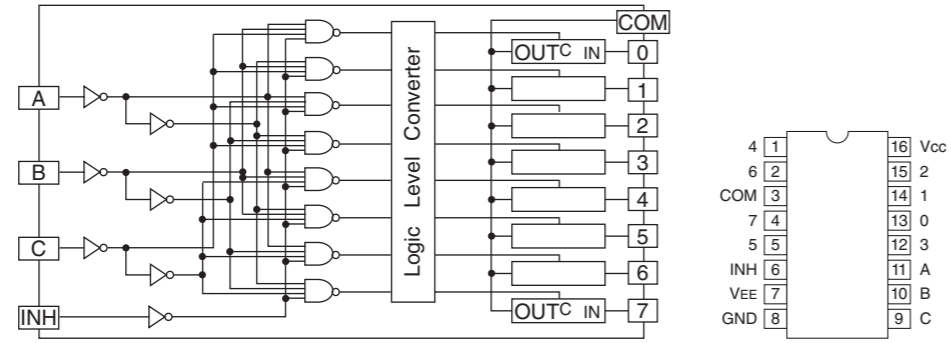 COM
OUT C IN 0
1
A
2
Logic Level Converter
3
B
4
5
C
6
INH
OUT C IN 7
4 1 16 Vcc
6 2 15 2
COM 3 14 1
7 4 13 0
5 5 12 3
INH 6 11 A
VEE 7 10 B
GND 8 9 C